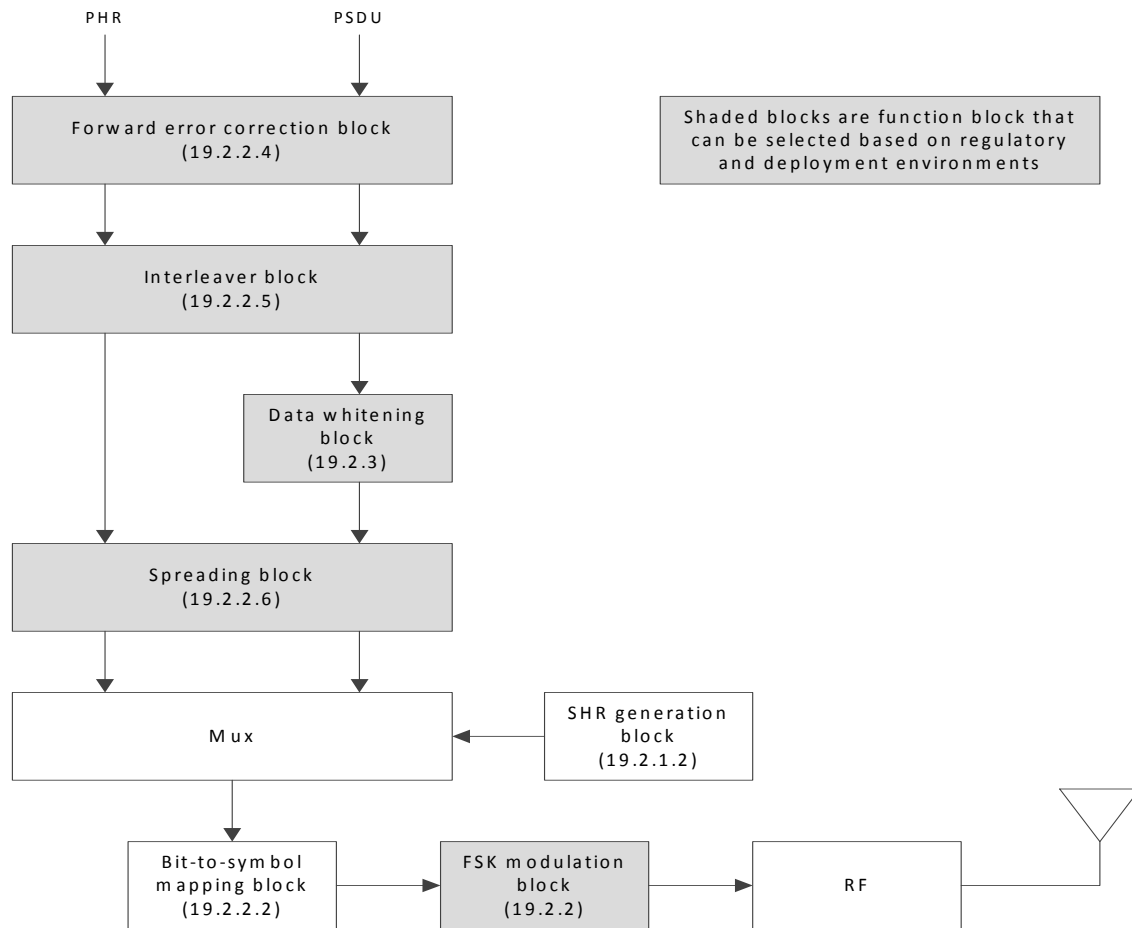 PHR
PSDU
Forward error correction block
(19.2.2.4)
Shaded blocks are function block that
can be selected based on regulatory
and deployment environments
Interleaver block
(19.2.2.5)
Data whitening
block
(19.2.3)
Spreading block
(19.2.2.6)
Mux
SHR generation
block
(19.2.1.2)
Bit-to-symbol
mapping block
(19.2.2.2)
FSK modulation
block
(19.2.2)
RF